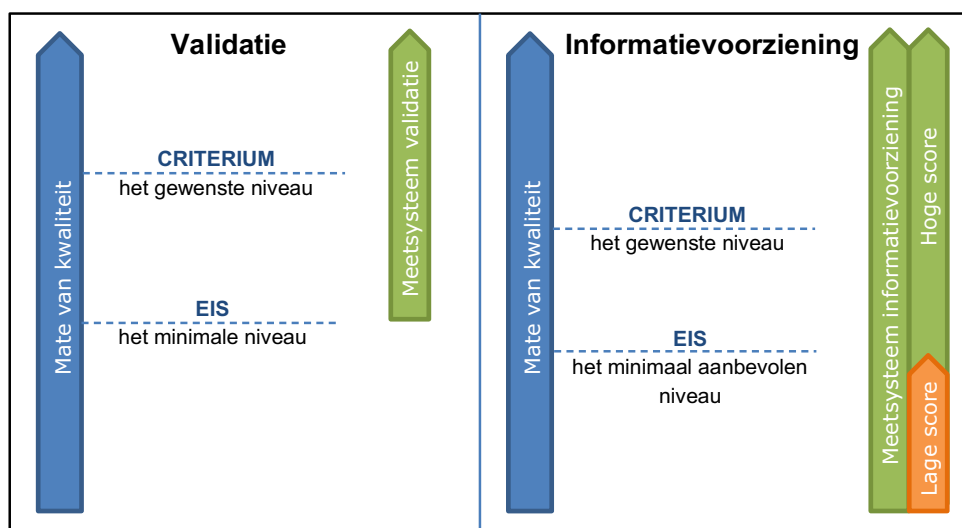 Validatie
Mate van kwaliteit
CRITERIUM
het gewenste niveau
EIS
het minimale niveau
Meetsysteem validatie
Informatievoorziening
Mate van kwaliteit
CRITERIUM
het gewenste niveau
EIS
het minimaal aanbevolen
niveau
Meetsysteem informatievoorziening
Hoge score
Lage score